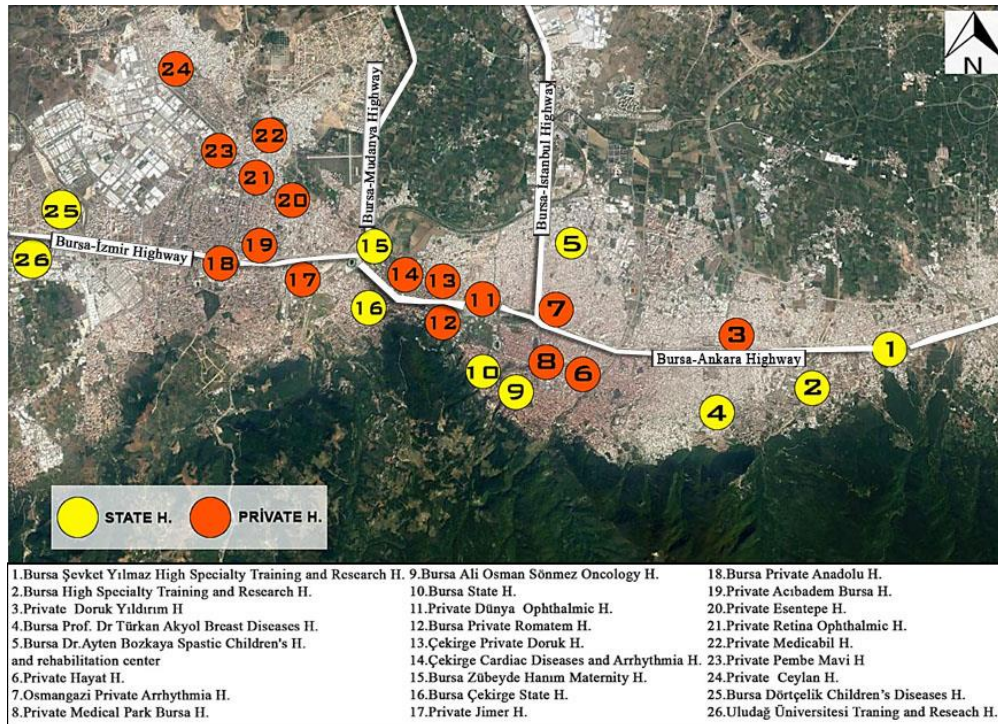 24
22
23
21
20
25
Bursa-Mudanya Highway
Bursa-İstanbul Highway
15
5
Bursa-İzmir Highway
26
19
18
17
14
13
16
11
7
12
3
1
Bursa-Ankara Highway
10
8
6
9
2
4
N
STATE H.
PRİVATE H.
1.Bursa Şevket Yılmaz High Specialty Training and Research H.
2.Bursa High Specialty Training and Research H.
3.Private Doruk Yıldırım H
4.Bursa Prof. Dr Türkan Akyol Breast Diseases H.
5.Bursa Dr.Ayten Bozkaya Spastic Children's H.
and rehabilitation center
6.Private Hayat H.
7.Osmangazi Private Arrhythmia H.
8.Private Medical Park Bursa H.
9.Bursa Ali Osman Sönmez Oncology H.
10.Bursa State H.
11.Private Dünya Ophthalmic H.
12.Bursa Private Romatem H.
13.Çekirge Private Doruk H.
14.Çekirge Cardiac Diseases and Arrhythmia H.
15.Bursa Zübeyde Hanım Maternity H.
16.Bursa Çekirge State H.
17.Private Jimer H.
18.Bursa Private Anadolu H.
19.Private Acıbadem Bursa H.
20.Private Esentepe H.
21.Private Retina Ophthalmic H.
22.Private Medicabil H.
23.Private Pembe Mavi H
24.Private Ceylan H.
25.Bursa Dörtçelik Children's Diseases H.
26.Uludağ Üniversitesi Traning and Reseach H.